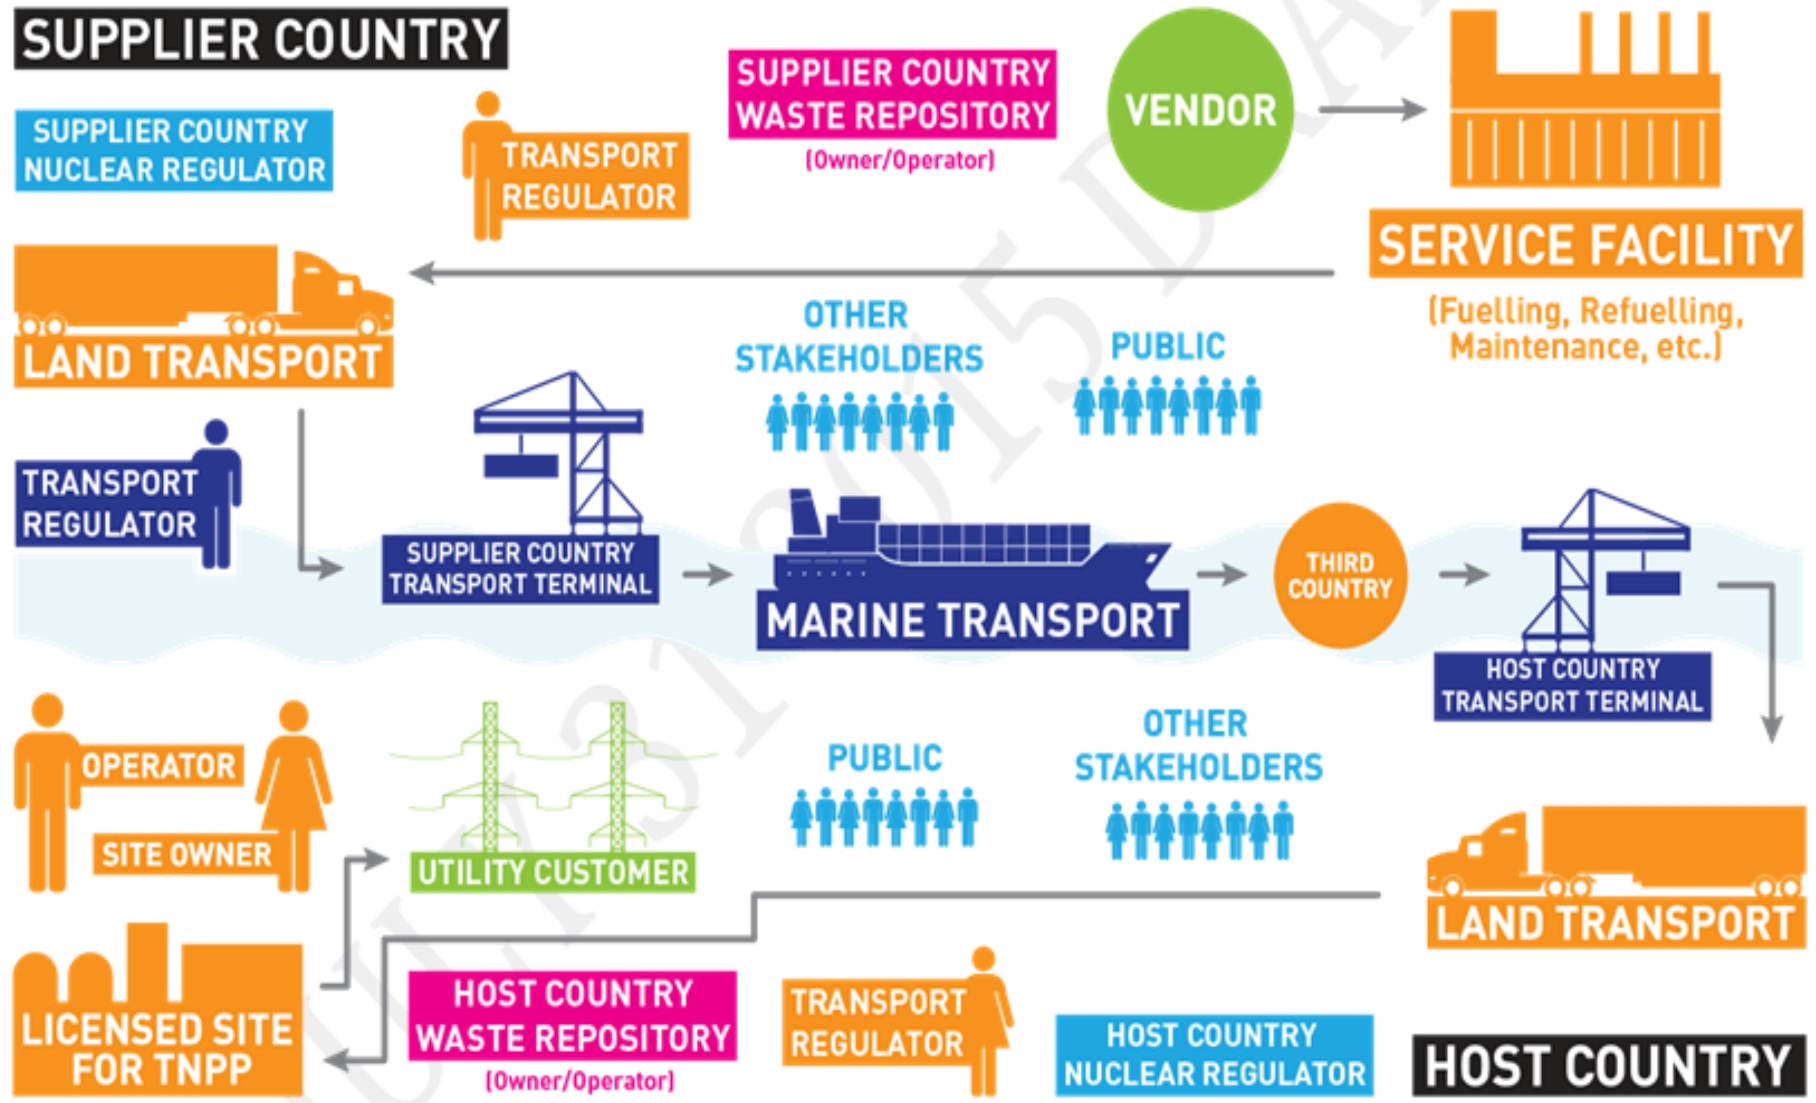 SUPPLIER COUNTRY
SUPPLIER COUNTRY
WASTE REPOSITORY
(Owner/Operator)
VENDOR
SUPPLIER COUNTRY
NUCLEAR REGULATOR
TRANSPORT
REGULATOR
SERVICE FACILITY
(Fuelling, Refuelling,
Maintenance, etc.)
LAND TRANSPORT
OTHER
STAKEHOLDERS
PUBLIC
TRANSPORT
REGULATOR
SUPPLIER COUNTRY
TRANSPORT TERMINAL
MARINE TRANSPORT
THIRD
COUNTRY
HOST COUNTRY
TRANSPORT TERMINAL
OPERATOR
SITE OWNER
UTILITY CUSTOMER
PUBLIC
OTHER
STAKEHOLDERS
LAND TRANSPORT
LICENSED SITE
FOR TNPP
HOST COUNTRY
WASTE REPOSITORY
(Owner/Operator)
TRANSPORT
REGULATOR
HOST COUNTRY
NUCLEAR REGULATOR
HOST COUNTRY
JULY 31 2015